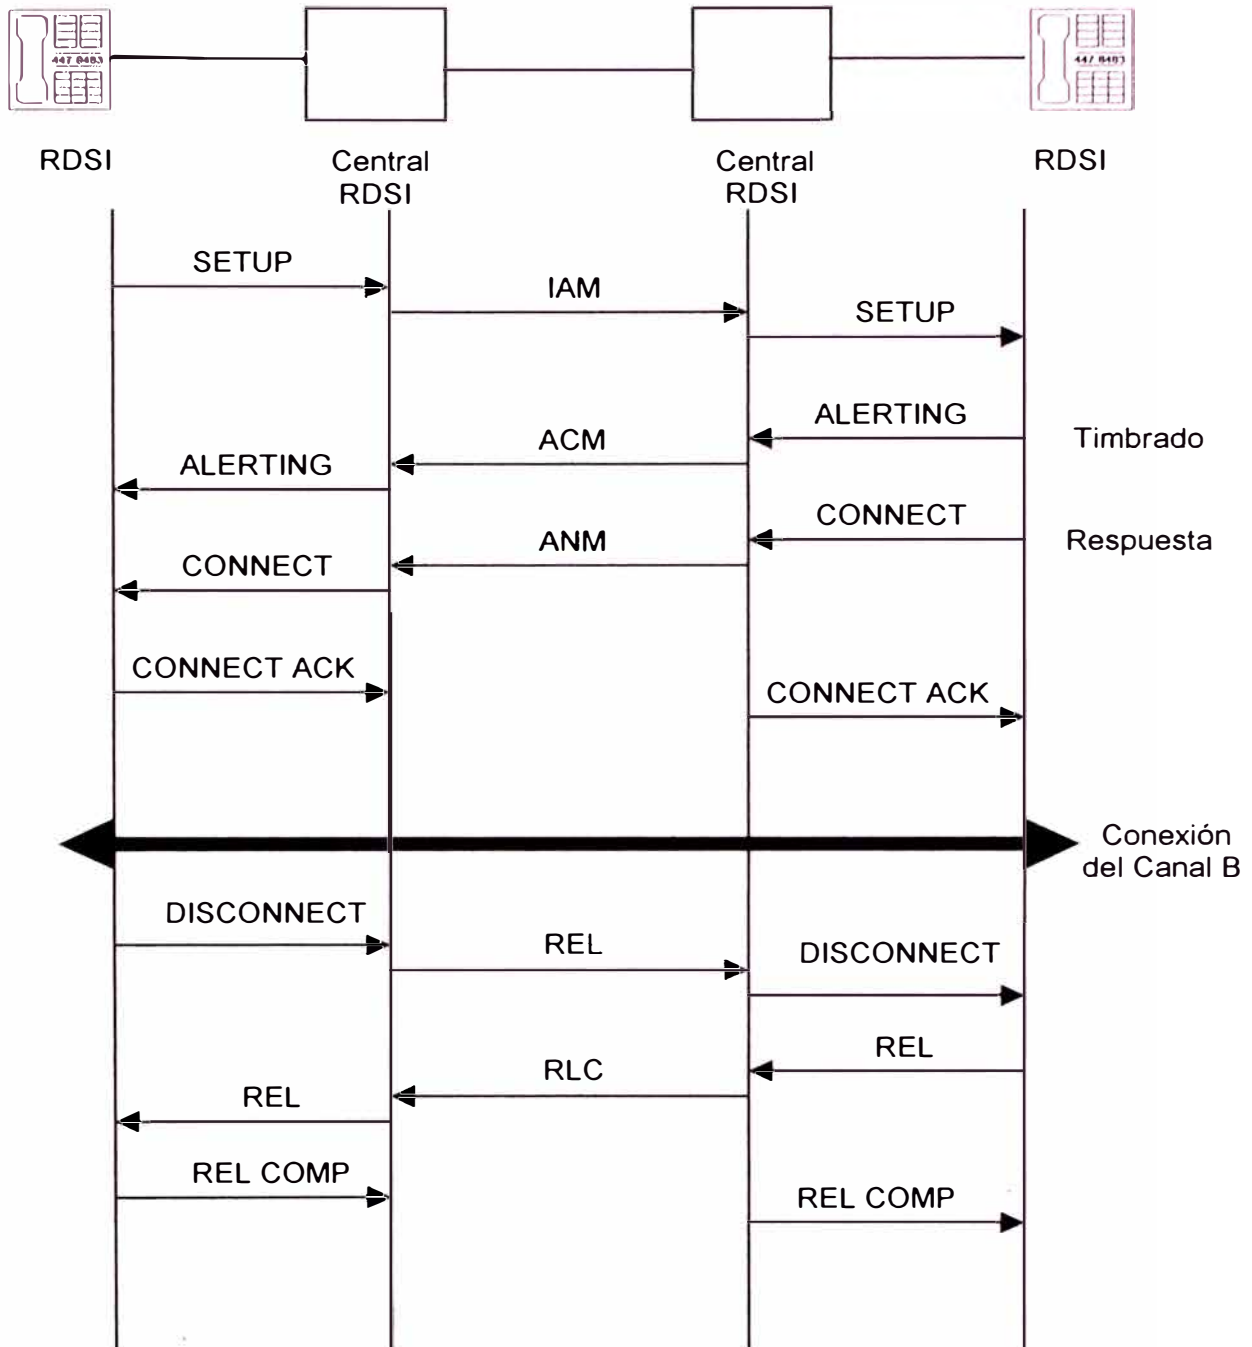 447 8483
447 8483
RDSI
Central
RDSI
Central
RDSI
RDSI
SETUP
IAM
SETUP
ALERTING
Timbrado
ACM
ALERTING
CONNECT
Respuesta
ANM
CONNECT
CONNECT ACK
CONNECT ACK
Conexión
del Canal B
DISCONNECT
REL
DISCONNECT
REL
RLC
REL
REL COMP
REL COMP